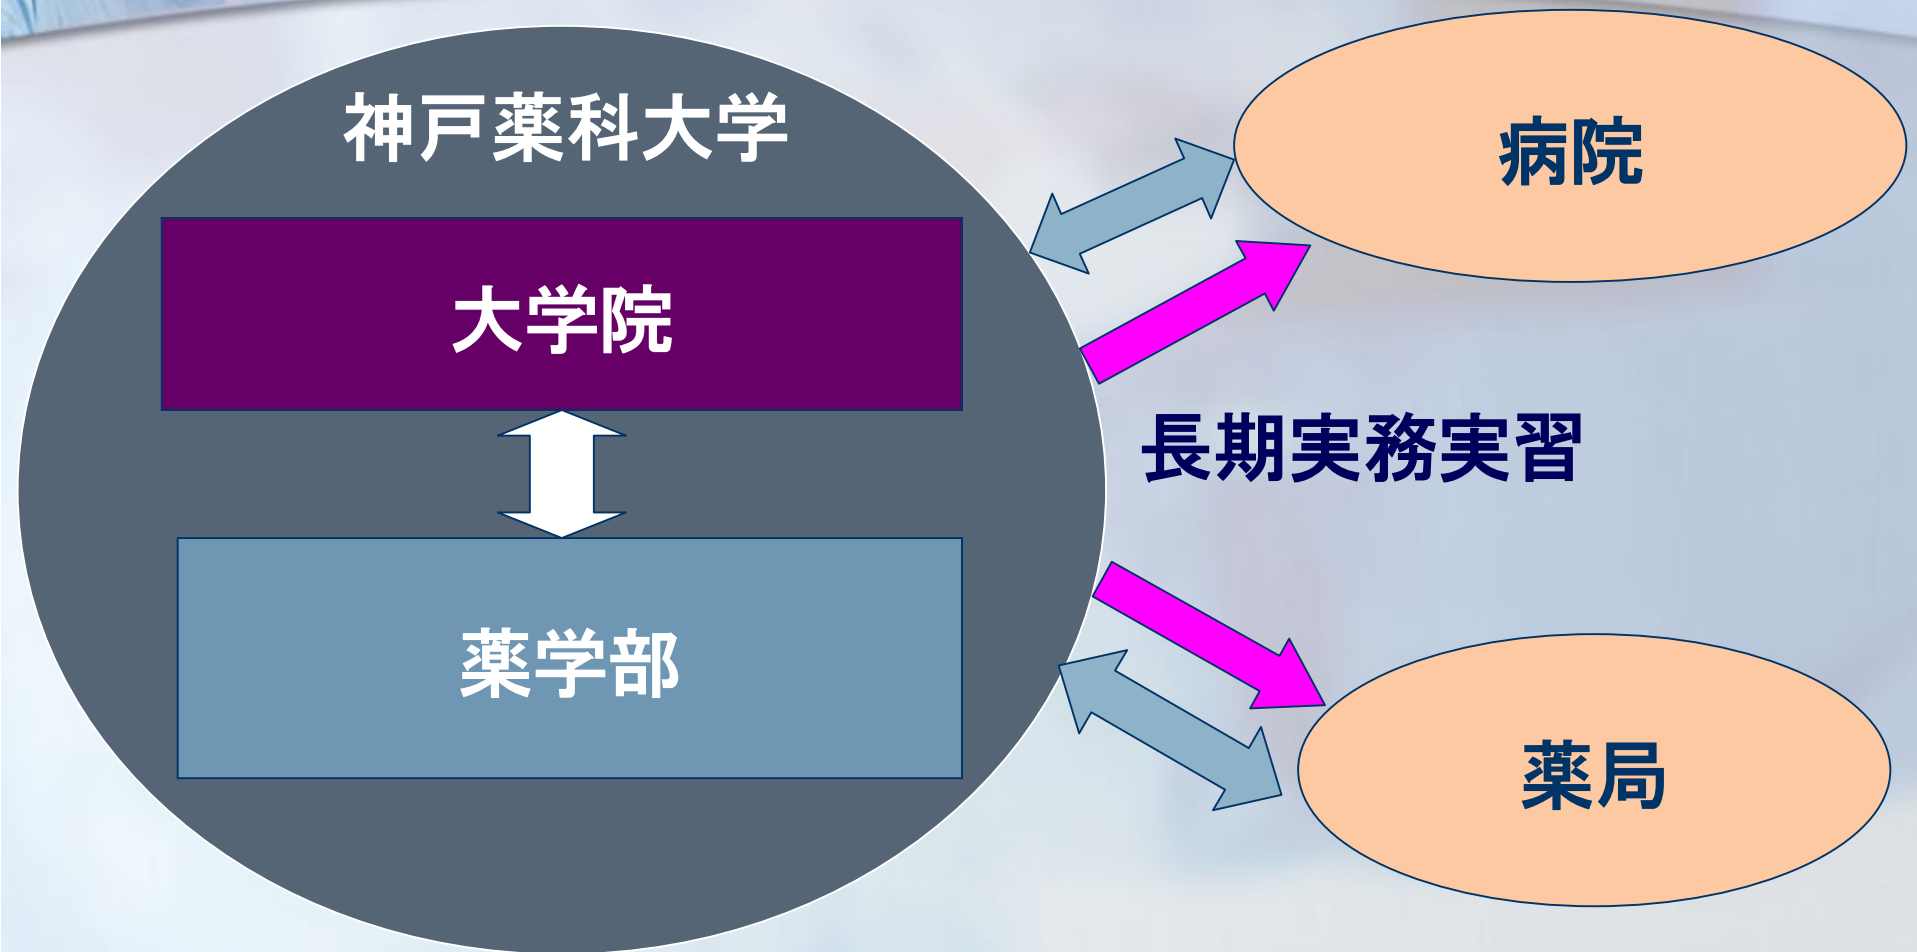 神戸薬科大学
大学院
薬学部
病院
長期実務実習
薬局